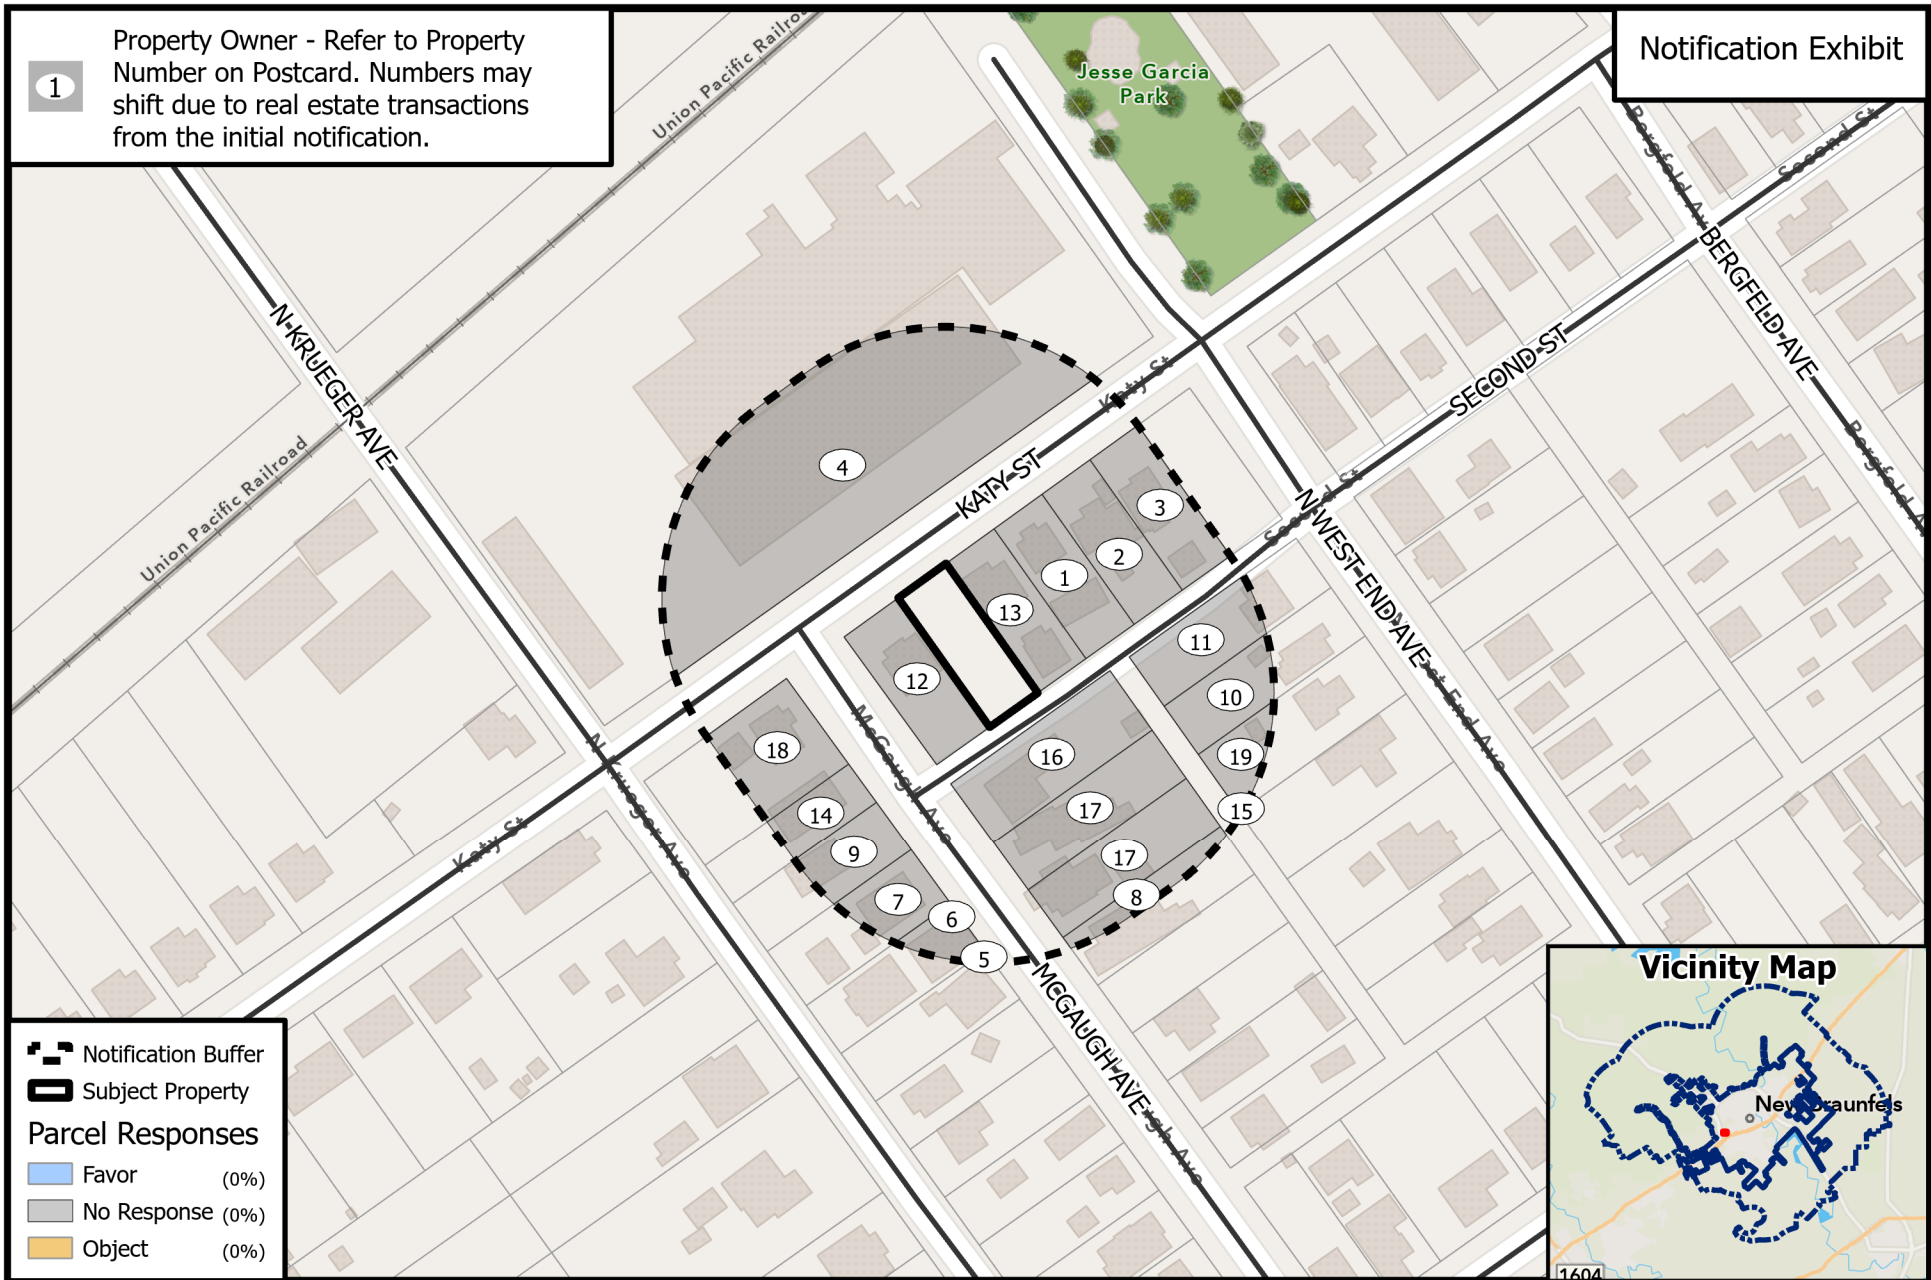 1
Property Owner - Refer to Property
Number on Postcard. Numbers may
shift due to real estate transactions
from the initial notification.
Notification Exhibit
Union Pacific Railroad
Jesse Garcia
Park
Bergfeld Av
Second St
BERGFELD AVE
N KRUEGER AVE
SECOND ST
Katy St
Union Pacific Railroad
4
KATY ST
3
Second St
N WEST END AVE
2
1
13
11
12
10
18
16
19
McGaugh Ave
N Krueger Ave
14
17
15
Katy St
9
17
7
8
6
5
MCGAUGH AVE
Notification Buffer
Subject Property
Parcel Responses
Favor (0%)
No Response (0%)
Object (0%)
Vicinity Map
New Braunfels
1604